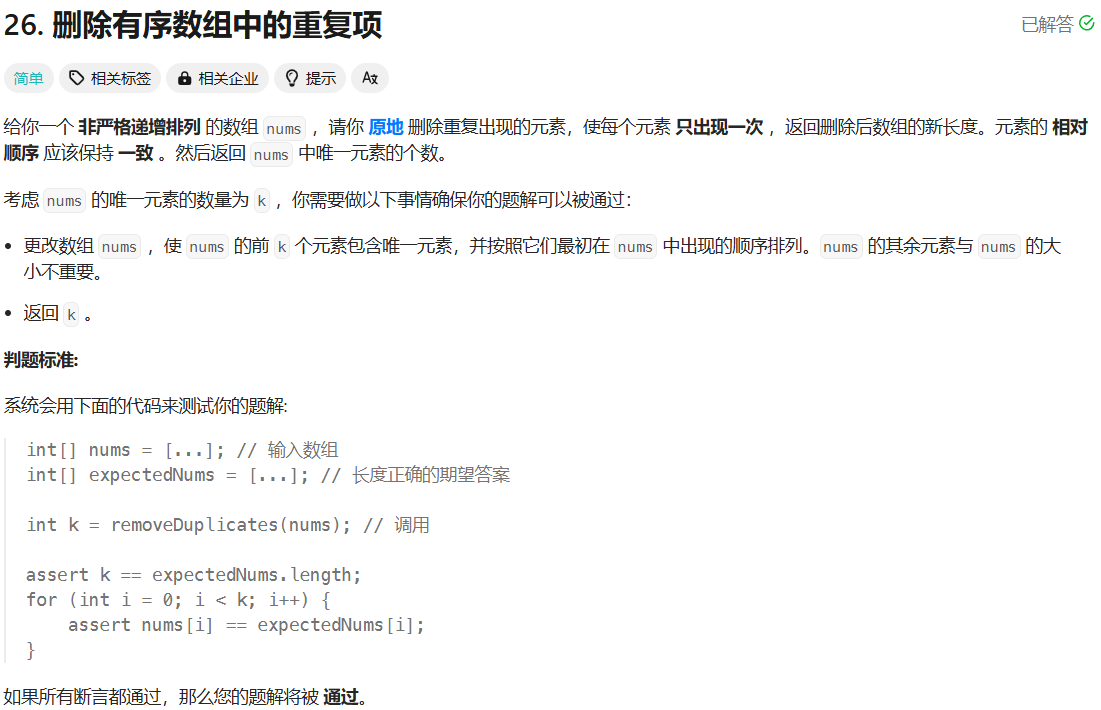 26. 删除有序数组中的重复项
已解答
简单 相关标签 相关企业 提示 Az
给你一个 非严格递增排列 的数组 nums ，请你 原地 删除重复出现的元素，使每个元素 只出现一次 ，返回删除后数组的新长度。元素的 相对
顺序 应该保持 一致 。然后返回 nums 中唯一元素的个数。
考虑 nums 的唯一元素的数量为 k ，你需要做以下事情确保你的题解可以被通过：
• 更改数组 nums ，使 nums 的前 k 个元素包含唯一元素，并按照它们最初在 nums 中出现的顺序排列。nums 的其余元素与 nums 的大
小不重要。
• 返回 k 。
判题标准:
系统会用下面的代码来测试你的题解:
int[] nums = [...]; // 输入数组
int[] expectedNums = [...]; // 长度正确的期望答案
int k = removeDuplicates(nums); // 调用
assert k == expectedNums.length;
for (int i = 0; i < k; i++) {
    assert nums[i] == expectedNums[i];
}
如果所有断言都通过，那么您的题解将被 通过。